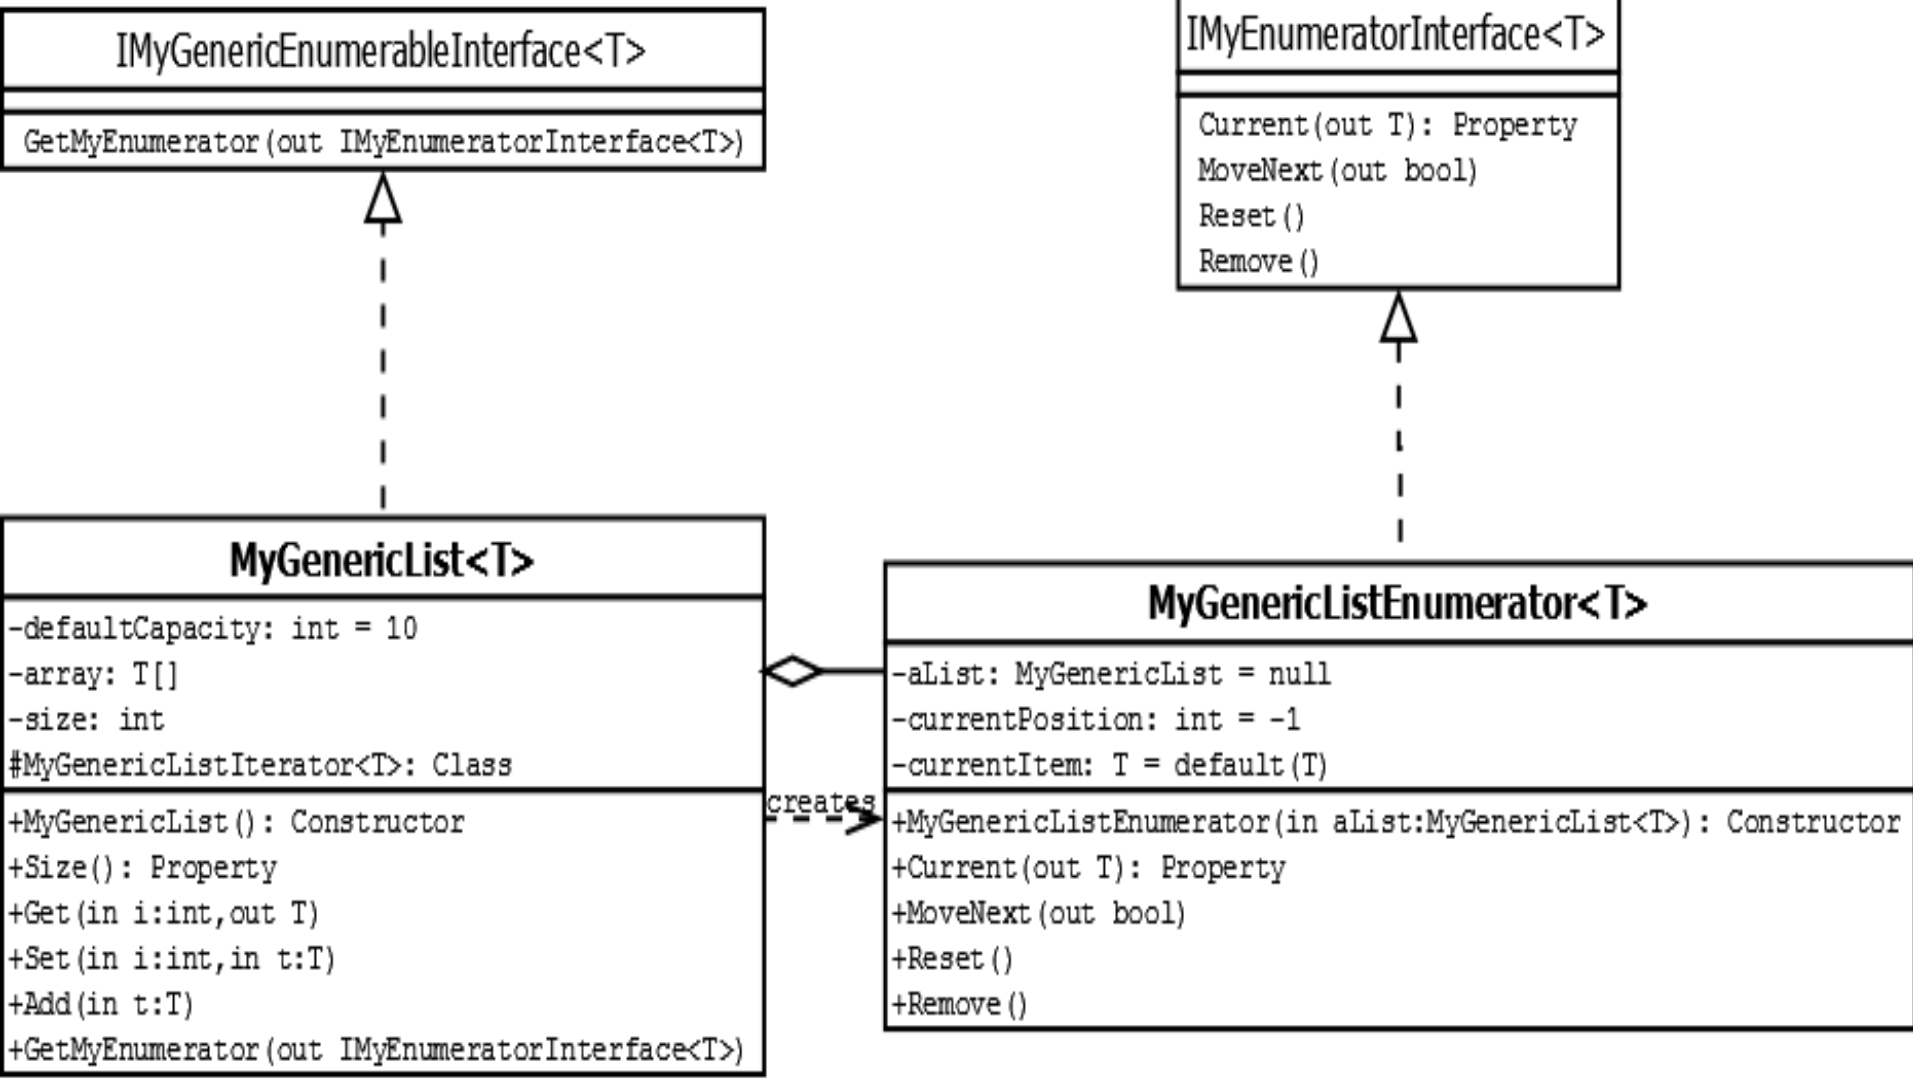 IMyGenericEnumerableInterface<T>
GetMyEnumerator(out IMyEnumeratorInterface<T>)
IMyEnumeratorInterface<T>
Current(out T): Property
MoveNext(out bool)
Reset()
Remove()
MyGenericList<T>
-defaultCapacity: int = 10
-array: T[]
-size: int
#MyGenericListIterator<T>: Class
+MyGenericList(): Constructor
+Size(): Property
+Get(in i:int,out T)
+Set(in i:int,in t:T)
+Add(in t:T)
+GetMyEnumerator(out IMyEnumeratorInterface<T>)
creates
MyGenericListEnumerator<T>
-aList: MyGenericList = null
-currentPosition: int = -1
-currentItem: T = default(T)
+MyGenericListEnumerator(in aList:MyGenericList<T>): Constructor
+Current(out T): Property
+MoveNext(out bool)
+Reset()
+Remove()